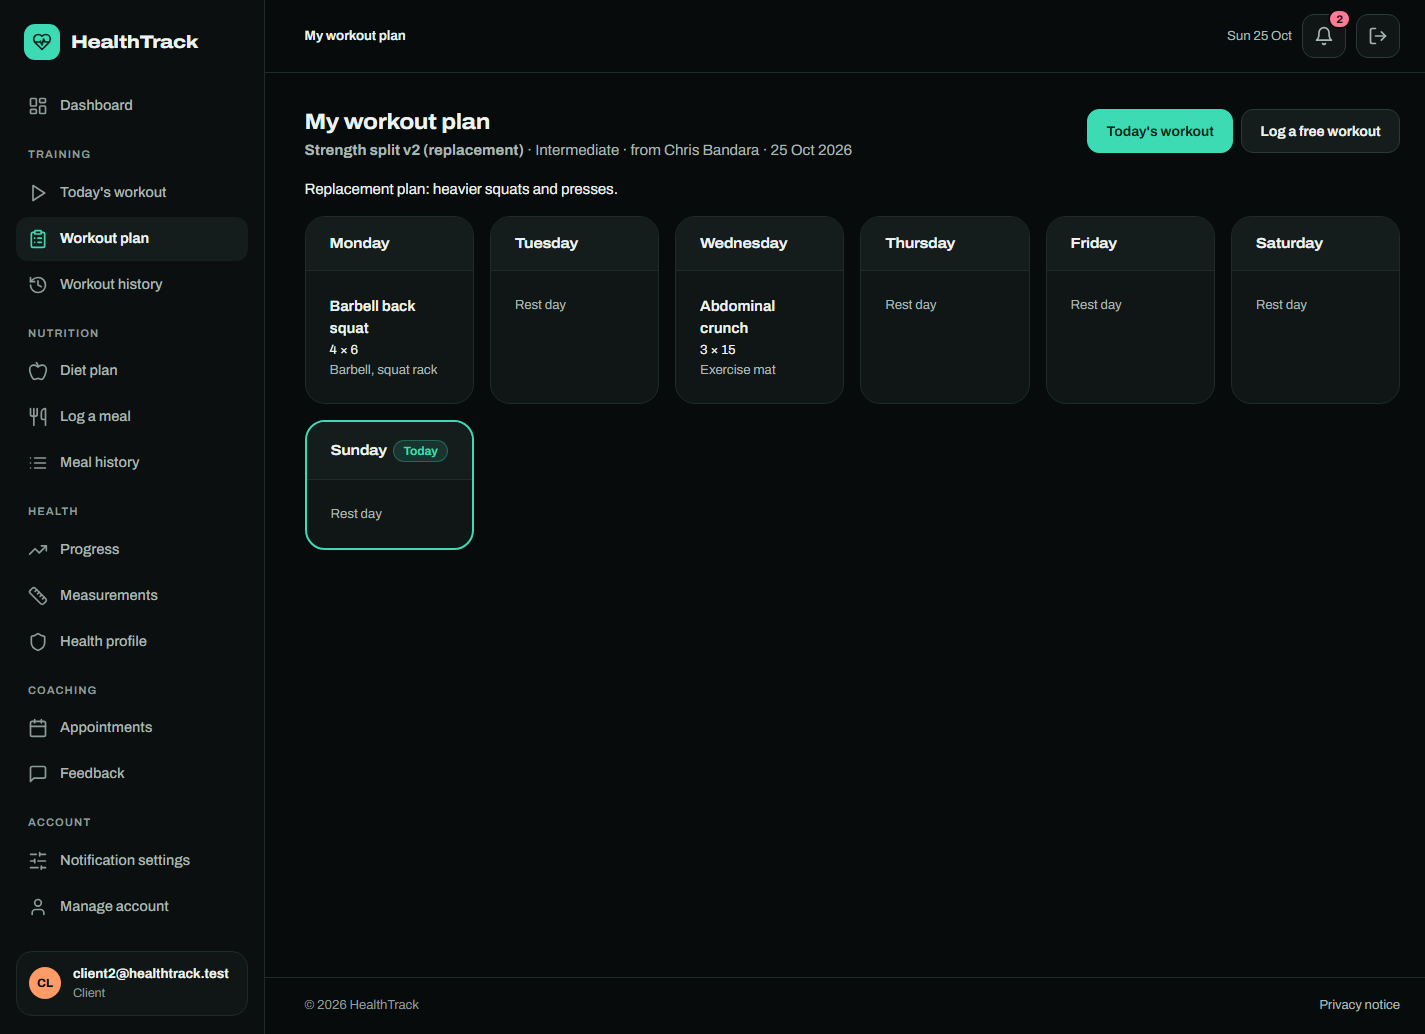 HealthTrack
Dashboard
TRAINING
Today's workout
Workout plan
Workout history
NUTRITION
Diet plan
Log a meal
Meal history
HEALTH
Progress
Measurements
Health profile
COACHING
Appointments
Feedback
ACCOUNT
Notification settings
Manage account
CL
client2@healthtrack.test
Client
My workout plan
Sun 25 Oct
2
My workout plan
Strength split v2 (replacement) · Intermediate · from Chris Bandara · 25 Oct 2026
Today's workout
Log a free workout
Replacement plan: heavier squats and presses.
Monday
Barbell back
squat
4 × 6
Barbell, squat rack
Tuesday
Rest day
Wednesday
Abdominal
crunch
3 × 15
Exercise mat
Thursday
Rest day
Friday
Rest day
Saturday
Rest day
Sunday Today
Rest day
© 2026 HealthTrack
Privacy notice